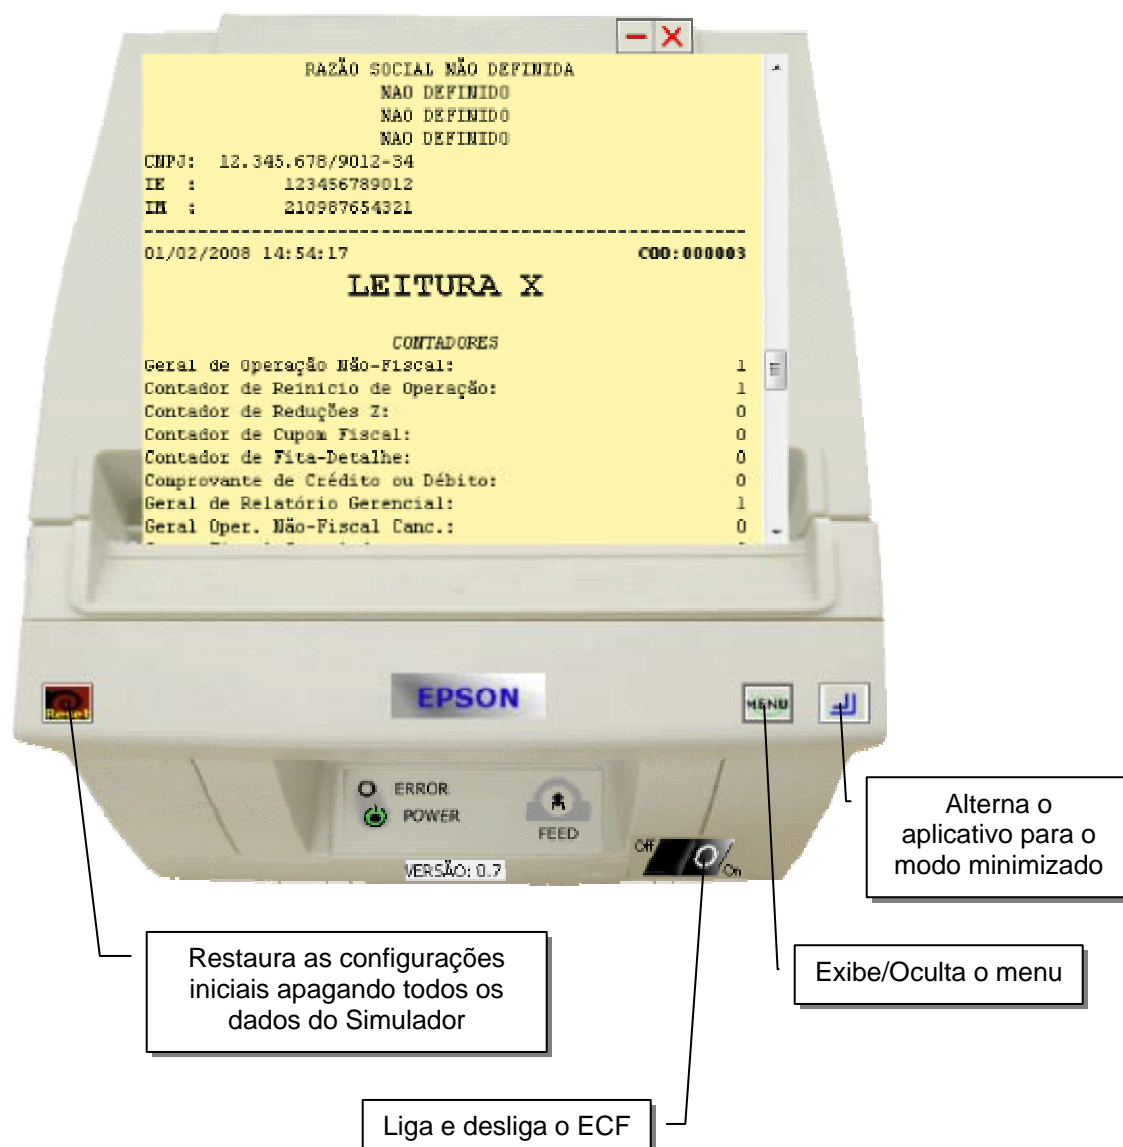 RAZÃO SOCIAL NÃO DEFINIDA
NAO DEFINIDO
NAO DEFINIDO
NAO DEFINIDO
CNPJ: 12.345.678/9012-34
IE : 123456789012
IM : 210987654321
------------------------------------------------
01/02/2008 14:54:17 COO:000003
LEITURA X
CONTADORES
Geral de Operação Não-Fiscal: 1
Contador de Reinício de Operação: 1
Contador de Reduções Z: 0
Contador de Cupom Fiscal: 0
Contador de Fita-Detalhe: 0
Comprovante de Crédito ou Débito: 0
Geral de Relatório Gerencial: 1
Geral Oper. Não-Fiscal Canc.: 0
Reset
EPSON
MENU
ERROR
POWER
FEED
Off
On
VERSÃO: 0.7
Alterna o
aplicativo para o
modo minimizado
Restaura as configurações
iniciais apagando todos os
dados do Simulador
Exibe/Oculta o menu
Liga e desliga o ECF